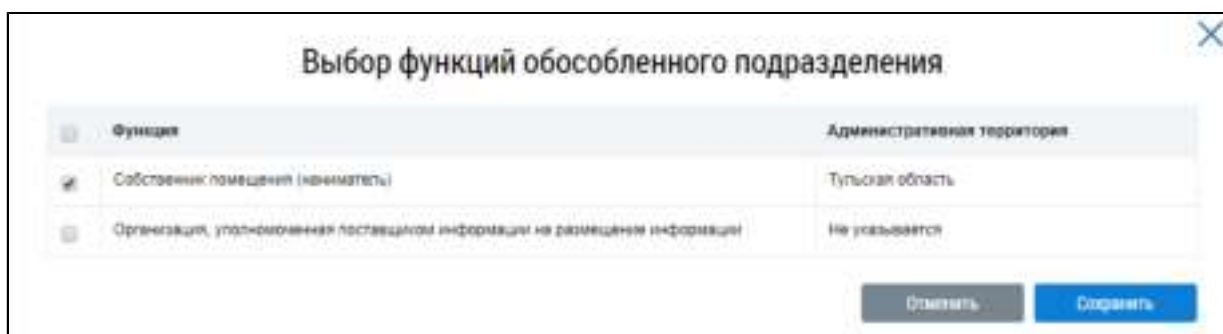 Выбор функций обособленного подразделения
Функция Административная территория
Собственник помещения (наниматель) Тульская область
Организация, уполномоченная поставщиком информации на размещение информации Не указывается
Отменить Сохранить